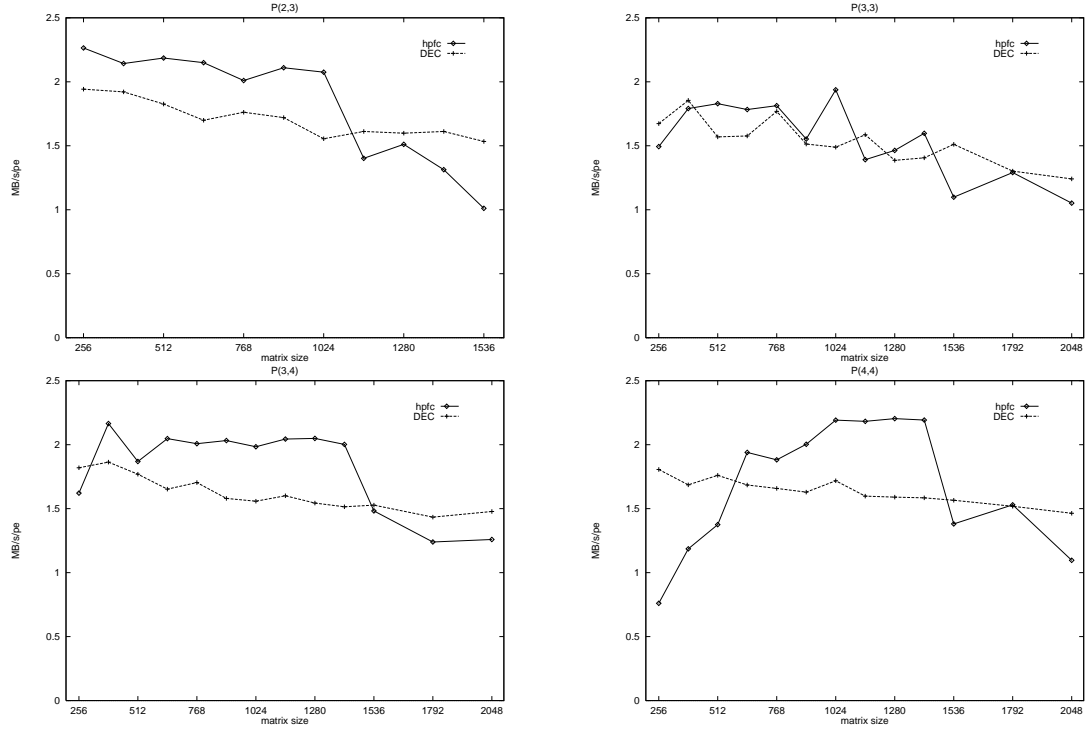 P(2,3)
2.5
2
1.5
1
0.5
0
MB/s/pe
hpfc
DEC
256 512 768 1024 1280 1536
matrix size
P(3,3)
2.5
2
1.5
1
0.5
0
MB/s/pe
hpfc
DEC
256 512 768 1024 1280 1536 1792 2048
matrix size
P(3,4)
2.5
2
1.5
1
0.5
0
MB/s/pe
hpfc
DEC
256 512 768 1024 1280 1536 1792 2048
matrix size
P(4,4)
2.5
2
1.5
1
0.5
0
MB/s/pe
hpfc
DEC
256 512 768 1024 1280 1536 1792 2048
matrix size